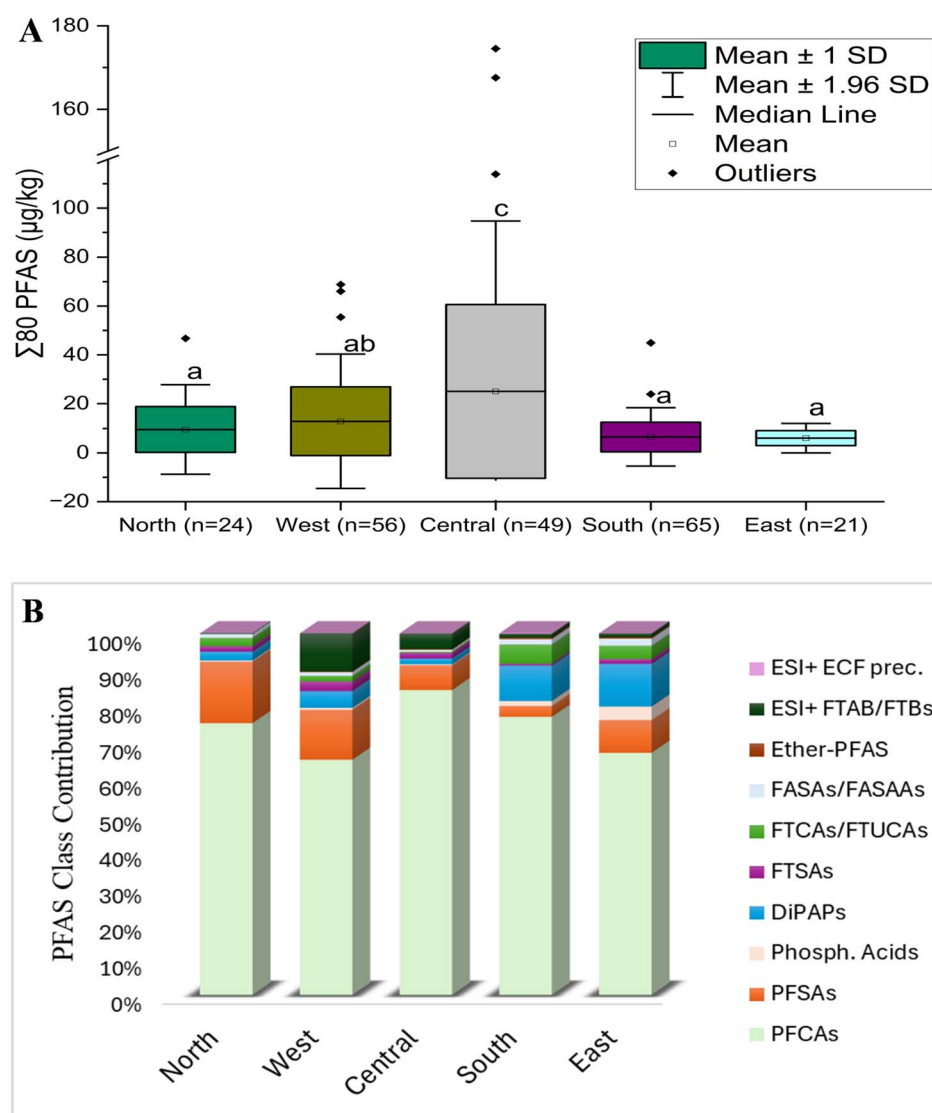 A
180
160
100
80
60
40
20
0
−20
∑80 PFAS (µg/kg)
Mean ± 1 SD
Mean ± 1.96 SD
Median Line
Mean
Outliers
a
ab
c
a
a
North (n=24)
West (n=56)
Central (n=49)
South (n=65)
East (n=21)
B
100%
90%
80%
70%
60%
50%
40%
30%
20%
10%
0%
PFAS Class Contribution
North
West
Central
South
East
ESI+ ECF prec.
ESI+ FTAB/FTBs
Ether-PFAS
FASAs/FASAAs
FTCAs/FTUCAs
FTSAs
DiPAPs
Phosph. Acids
PFSAs
PFCAs